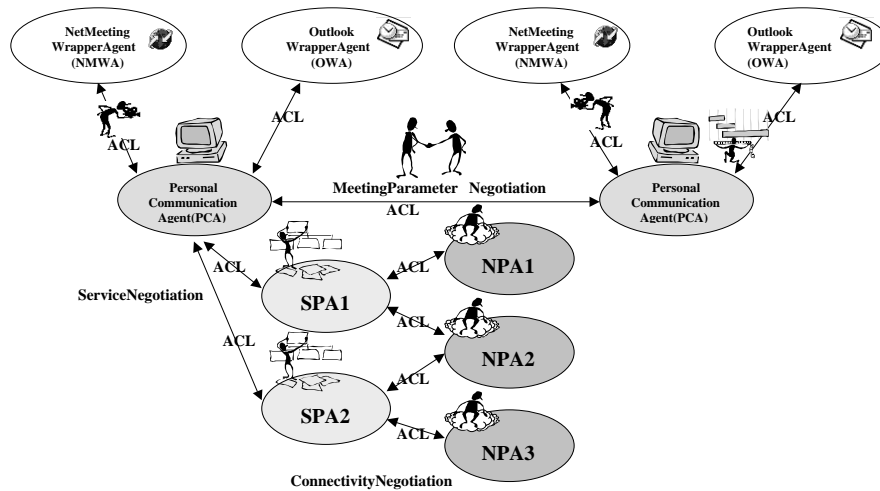 NetMeeting
WrapperAgent
(NMWA)
Outlook
WrapperAgent
(OWA)
NetMeeting
WrapperAgent
(NMWA)
Outlook
WrapperAgent
(OWA)
ACL
ACL
ACL
ACL
Personal
Communication
Agent(PCA)
MeetingParameter Negotiation
ACL
Personal
Communication
Agent(PCA)
ACL
ServiceNegotiation
ACL
SPA1
ACL
NPA1
ACL
NPA2
SPA2
ACL
ACL
NPA3
ConnectivityNegotiation